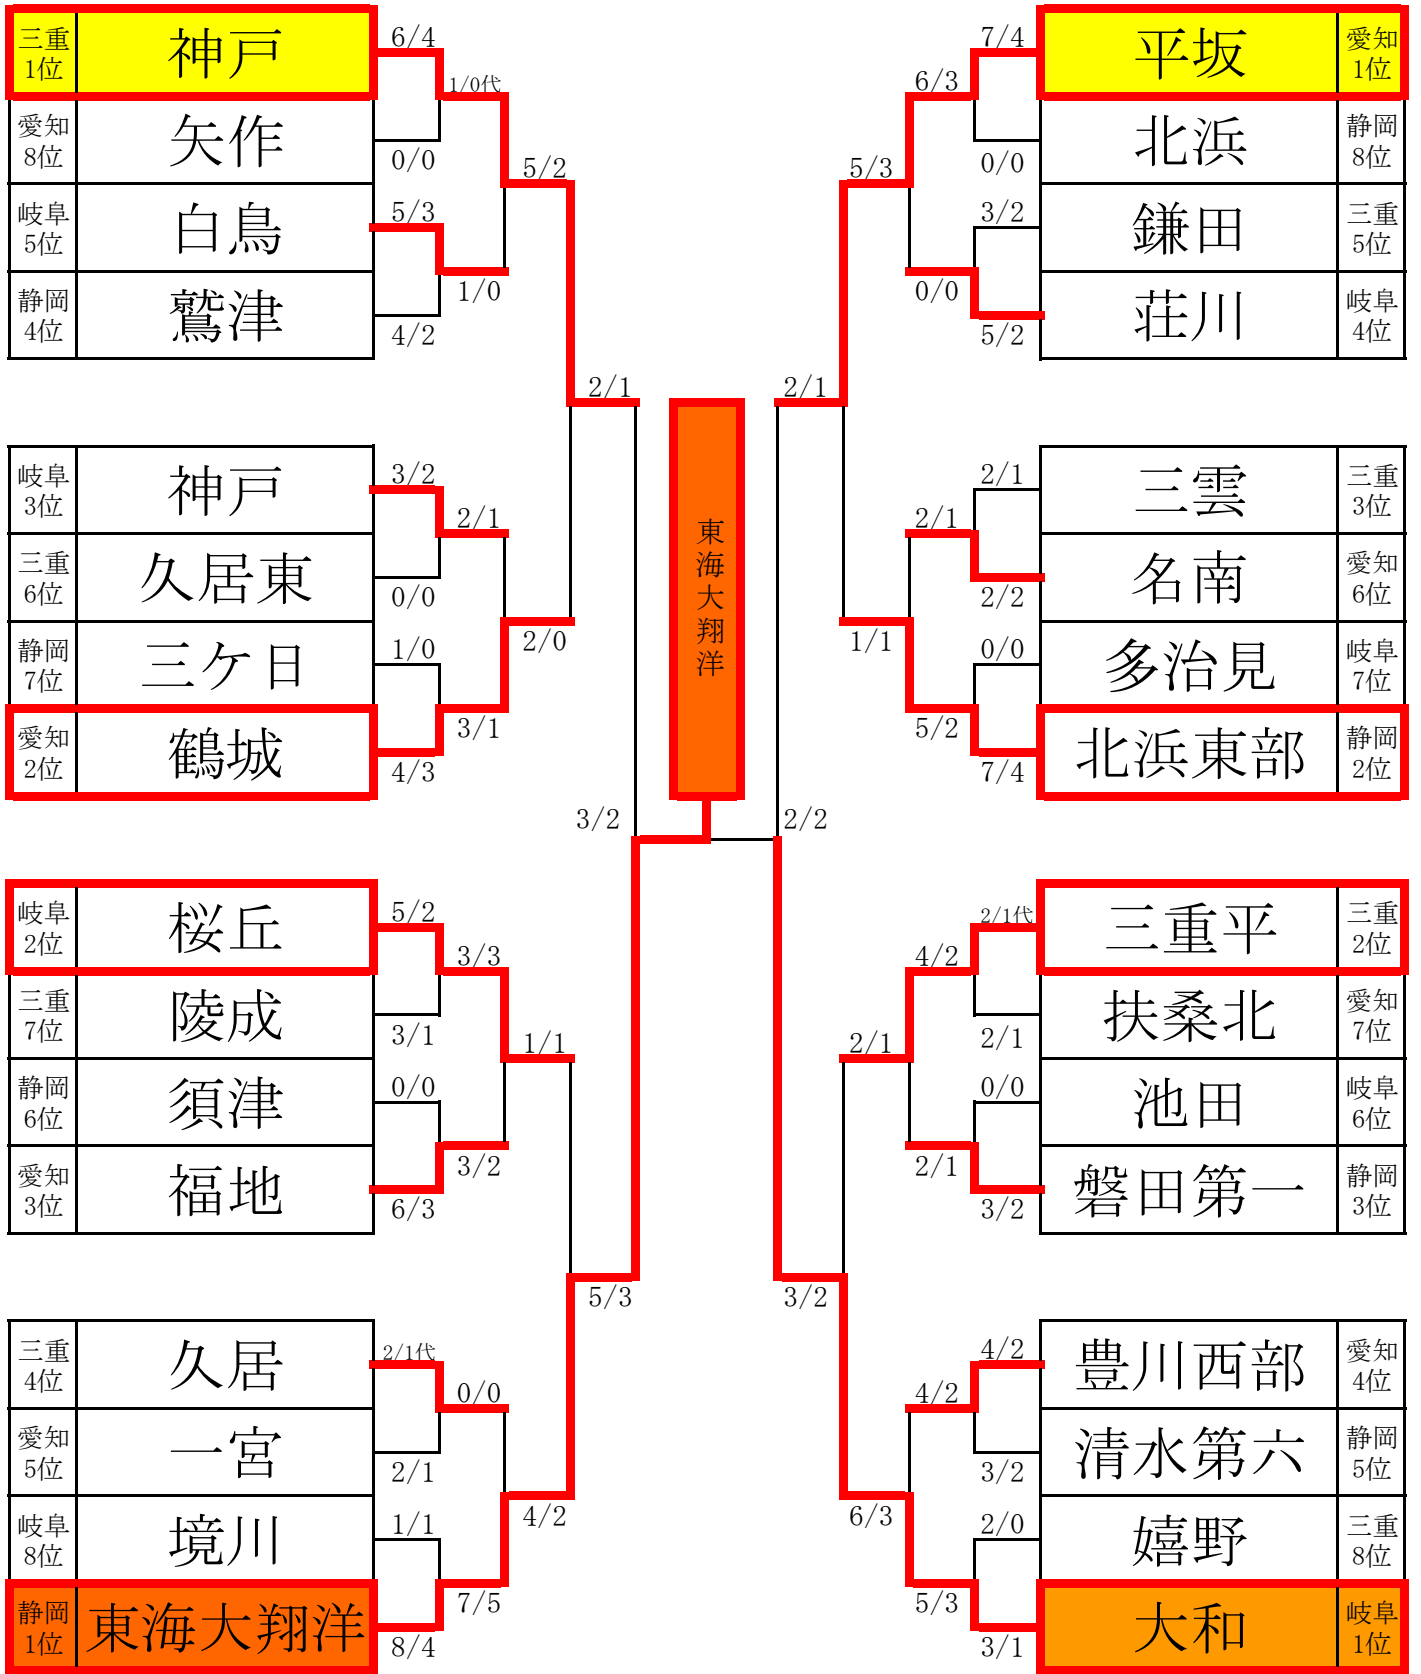 三重
1位
神戸
6/4
愛知
8位
矢作
0/0
1/0代
岐阜
5位
白鳥
5/3
静岡
4位
鷲津
4/2
1/0
5/2
岐阜
3位
神戸
3/2
三重
6位
久居東
0/0
2/1
静岡
7位
三ケ日
1/0
愛知
2位
鶴城
4/3
3/1
2/0
2/1
岐阜
2位
桜丘
5/2
三重
7位
陵成
3/1
3/3
静岡
6位
須津
0/0
愛知
3位
福地
6/3
3/2
1/1
三重
4位
久居
2/1代
愛知
5位
一宮
2/1
0/0
岐阜
8位
境川
1/1
静岡
1位
東海大翔洋
8/4
7/5
4/2
5/3
3/2
東海大翔洋
2/2
7/4
平坂
愛知
1位
6/3
0/0
北浜
静岡
8位
5/3
3/2
鎌田
三重
5位
0/0
5/2
荘川
岐阜
4位
2/1
2/1
三雲
三重
3位
2/1
2/2
名南
愛知
6位
1/1
0/0
多治見
岐阜
7位
5/2
7/4
北浜東部
静岡
2位
2/1代
三重平
三重
2位
4/2
2/1
扶桑北
愛知
7位
2/1
0/0
池田
岐阜
6位
2/1
3/2
磐田第一
静岡
3位
3/2
4/2
豊川西部
愛知
4位
4/2
3/2
清水第六
静岡
5位
6/3
2/0
嬉野
三重
8位
5/3
3/1
大和
岐阜
1位